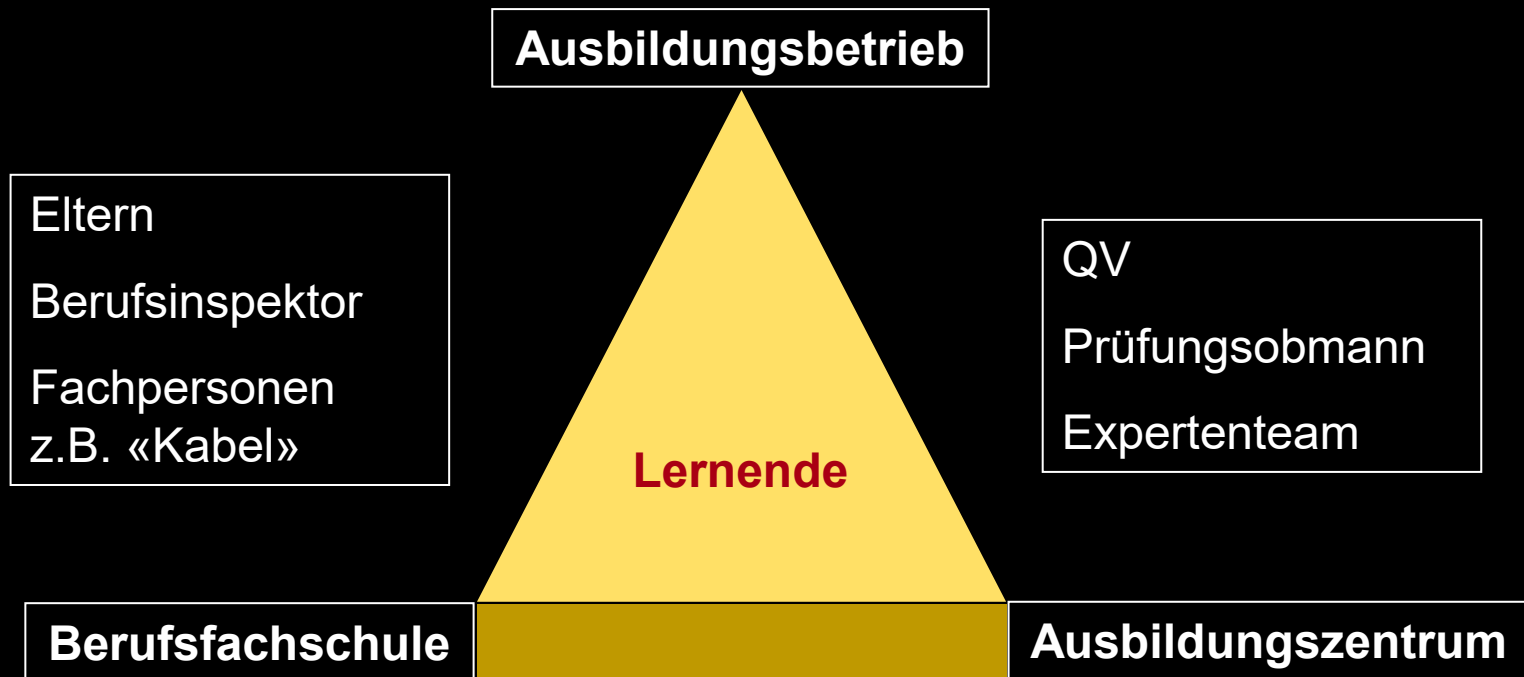 Ausbildungsbetrieb
Eltern
Berufsinspektor
Fachpersonen
z.B. «Kabel»
QV
Prüfungsobmann
Expertenteam
Lernende
Berufsfachschule
Ausbildungszentrum